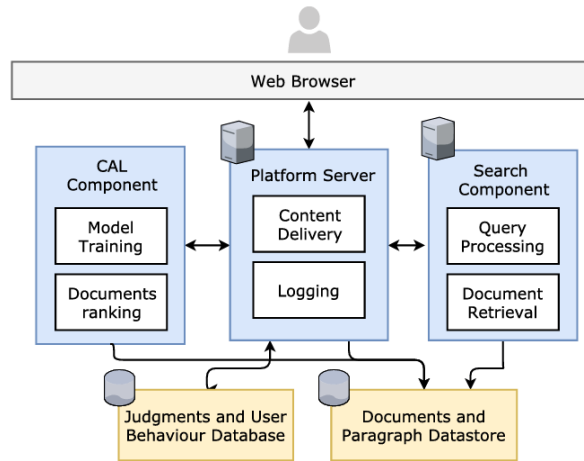 Web Browser
CAL
Component
Model
Training
Documents
ranking
Platform Server
Content
Delivery
Logging
Search
Component
Query
Processing
Document
Retrieval
Judgments and User
Behaviour Database
Documents and
Paragraph Datastore